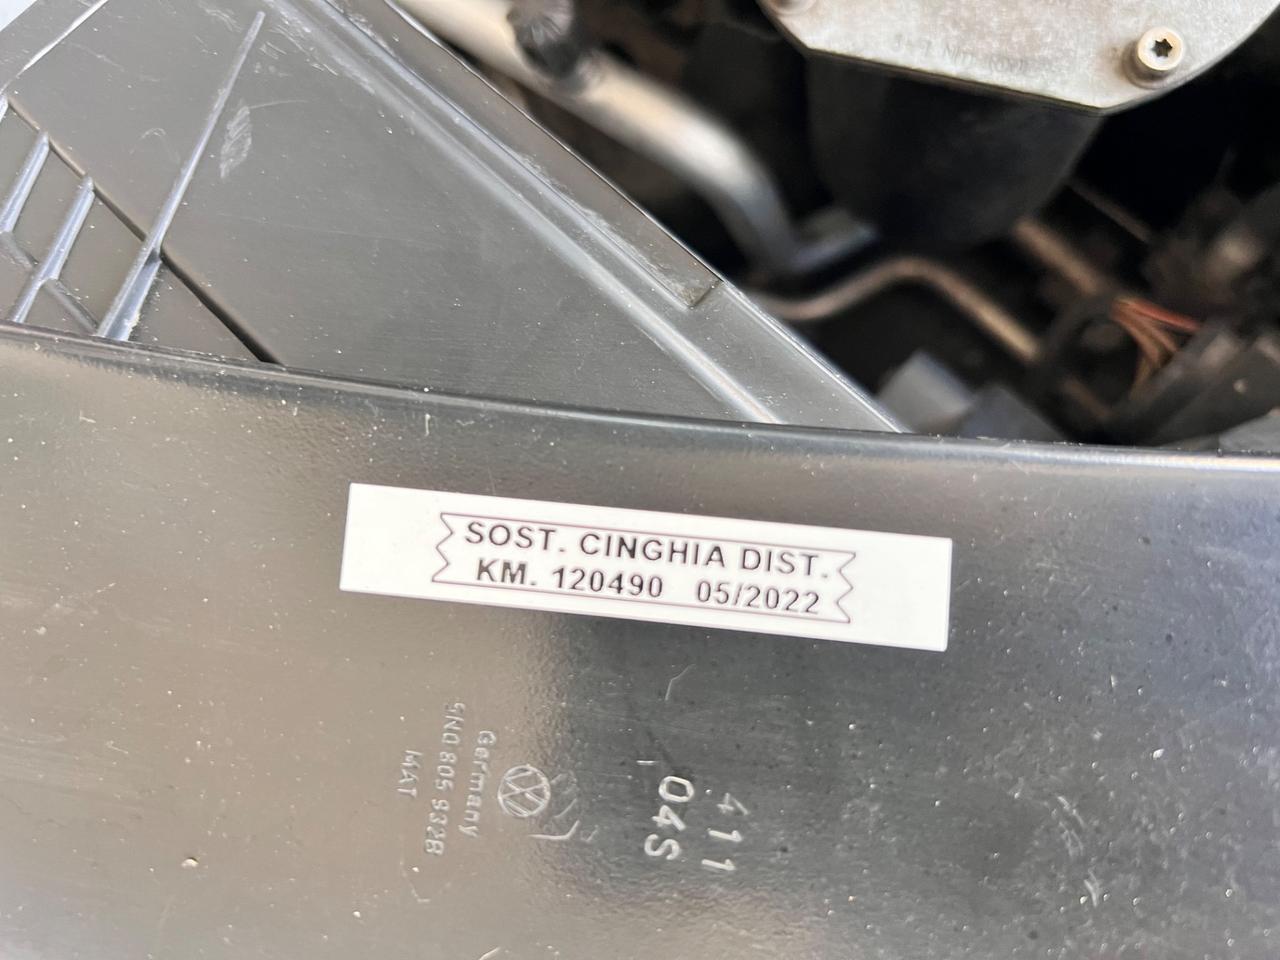 SOST. CINGHIA DIST.
KM. 120490 05/2022
Germany
5N0 805 932B
MAT
411
04S